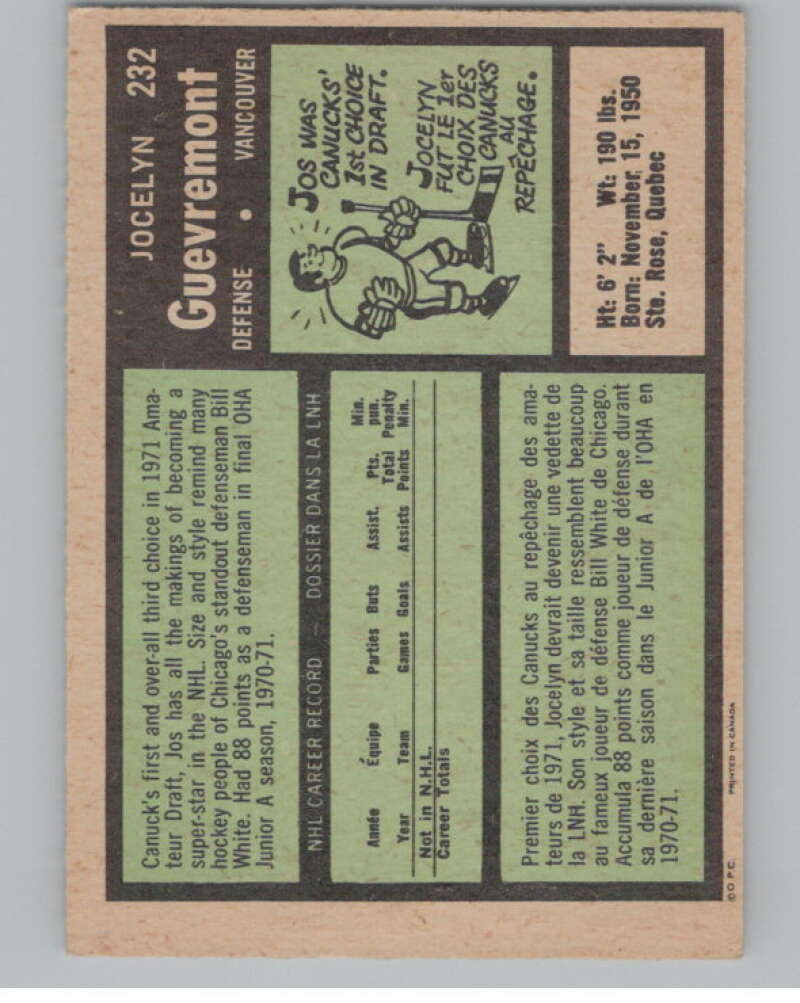 JOCELYN 232
Guevremont
DEFENSE • VANCOUVER
Canuck's first and over-all third choice in 1971 Ama-
teur Draft, Jos has all the makings of becoming a
super-star in the NHL. Size and style remind many
hockey people of Chicago's standout defenseman Bill
White. Had 88 points as a defenseman in final OHA
Junior A season, 1970-71.
JOS WAS
CANUCKS'
1st CHOICE
IN DRAFT.
JOCELYN
FUT LE 1er
CHOIX DES
CANUCKS
AU
REPÊCHAGE.
NHL CAREER RECORD — DOSSIER DANS LA LNH
Min.
Pts. pun.
Année Équipe Parties Buts Assist. Total Penalty
Year Team Games Goals Assists Points Min.
Not in N.H.L.
Career Totals
Ht: 6' 2" Wt: 190 lbs.
Born: November, 15, 1950
Ste. Rose, Quebec
Premier choix des Canucks au repêchage des ama-
teurs de 1971, Jocelyn devrait devenir une vedette de
la LNH. Son style et sa taille ressemblent beaucoup
au fameux joueur de défense Bill White de Chicago.
Accumula 88 points comme joueur de défense durant
sa dernière saison dans le Junior A de l'OHA en
1970-71.
© O.P.C. PRINTED IN CANADA